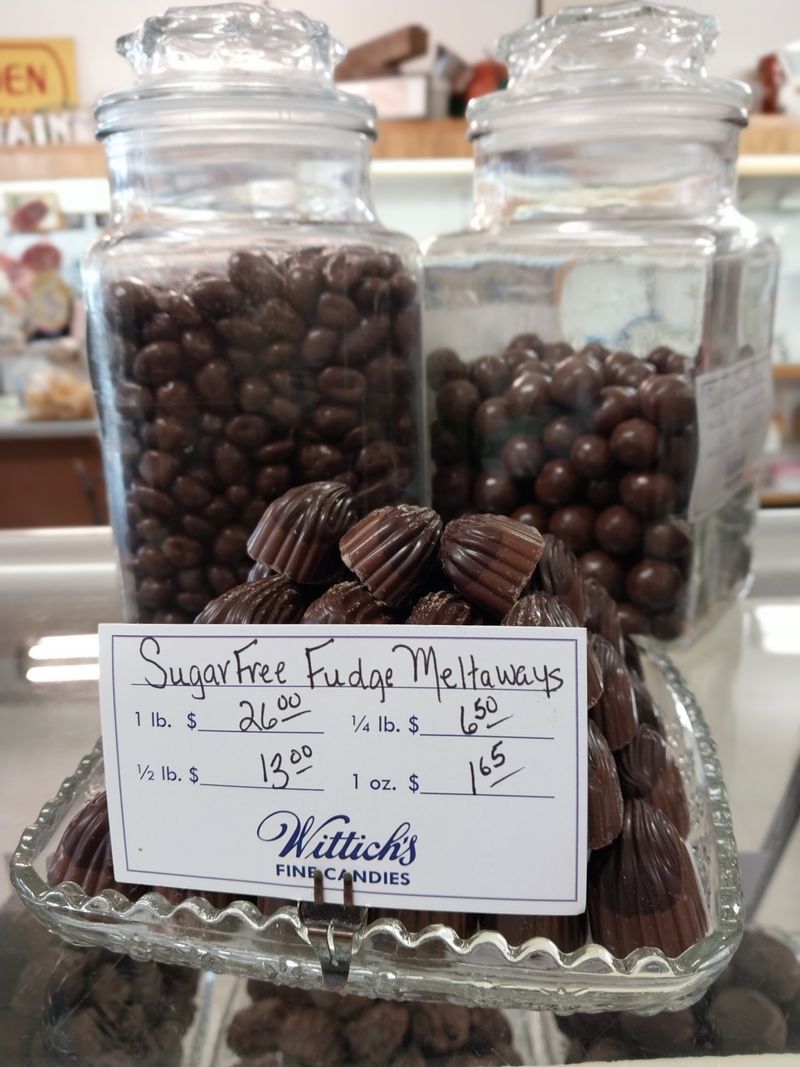 EN
Sugar Free Fudge Meltaways
1 lb. $ 26 00 ¼ lb. $ 6 50
½ lb. $ 13 00 1 oz. $ 1 65
Wittich's
FINE CANDIES